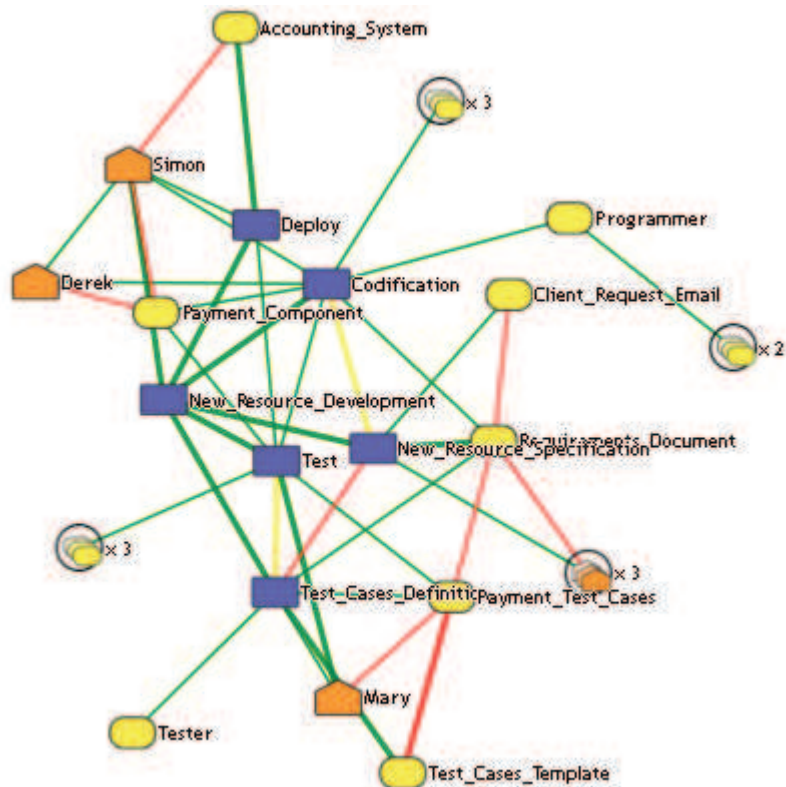 Accounting_System
× 3
Simon
Programmer
Deploy
Derek
Codification
Client_Request_Email
Payment_Component
× 2
New_Resource_Development
Requirements_Document
New_Resource_Specification
Test
× 3
× 3
Test_Cases_Definitic
Payment_Test_Cases
Mary
Tester
Test_Cases_Template